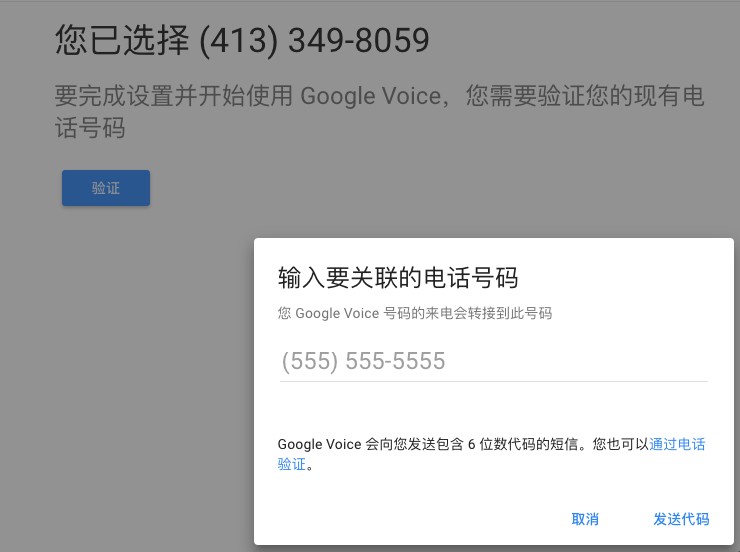 您已选择 (413) 349-8059
要完成设置并开始使用 Google Voice，您需要验证您的现有电
话号码
验证
输入要关联的电话号码
您 Google Voice 号码的来电会转接到此号码
(555) 555-5555
Google Voice 会向您发送包含 6 位数代码的短信。您也可以通过电话
验证。
取消 发送代码